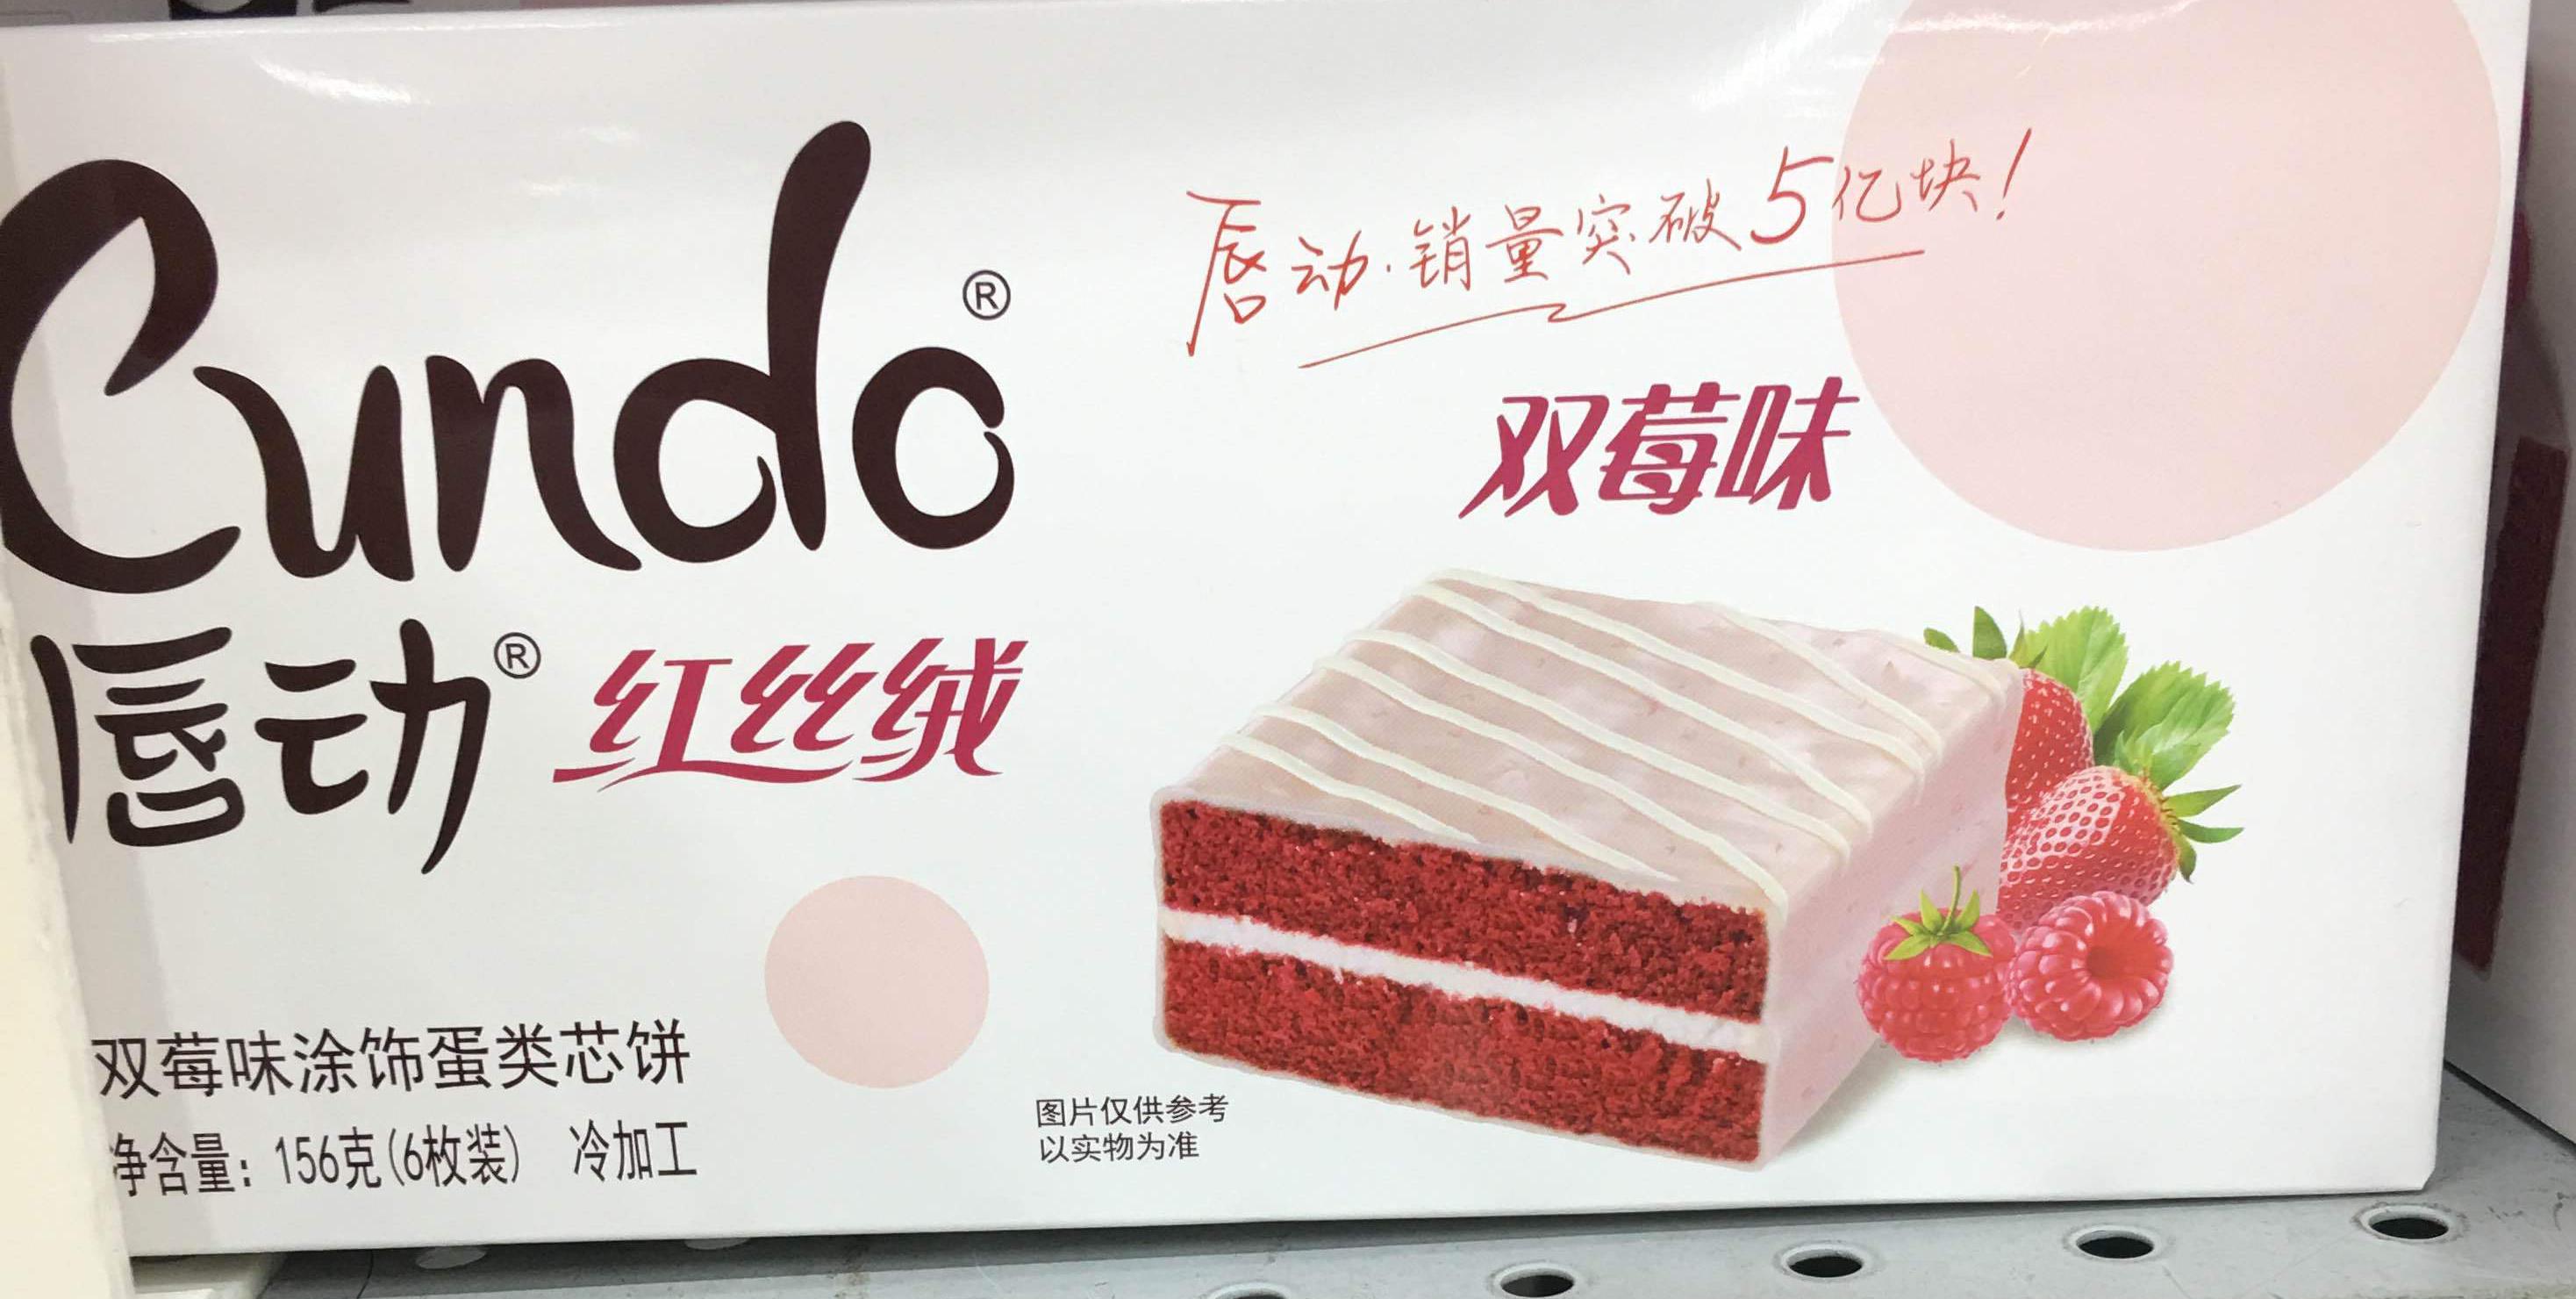 Cundo®
唇动®红丝绒
唇动·销量突破5亿块!
双莓味
双莓味涂饰蛋类芯饼
净含量：156克(6枚装) 冷加工
图片仅供参考
以实物为准